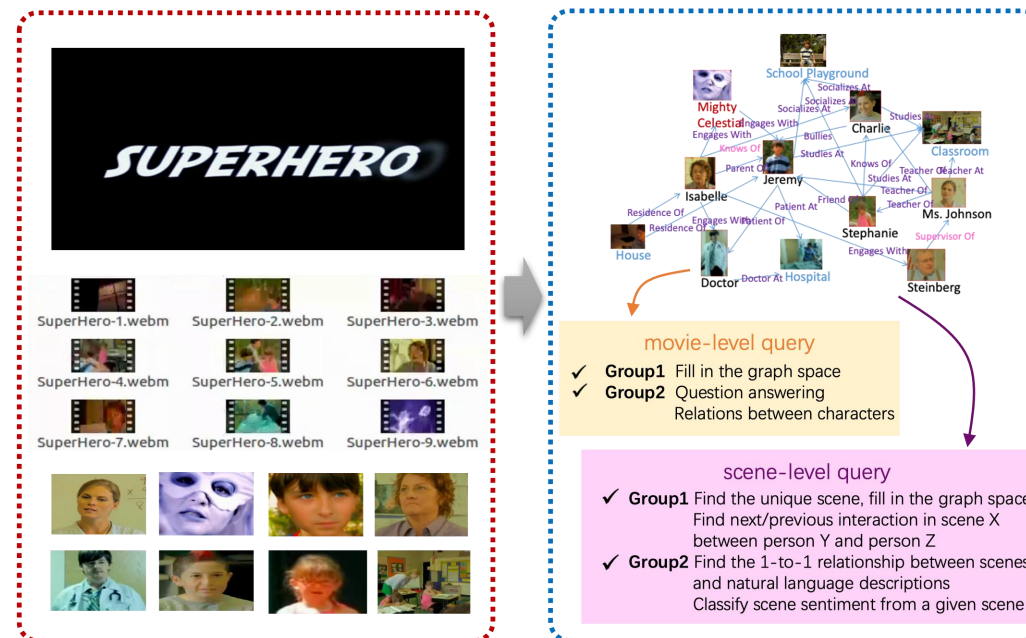 SUPERHERO
SuperHero-1.webm SuperHero-2.webm SuperHero-3.webm
SuperHero-4.webm SuperHero-5.webm SuperHero-6.webm
SuperHero-7.webm SuperHero-8.webm SuperHero-9.webm
School Playground
Socializes At
Socializes At
Socializes At
Mighty
Celestial
Engages With
Engages With
Knows Of
Bullies
Charlie
Studies At
Classroom
Parent Of
Jeremy
Studies At
Knows Of
Studies At
Teacher Of
Teacher At
Isabelle
Friend Of
Teacher Of
Ms. Johnson
Residence Of
Residence Of
Engages With
Patient Of
Patient At
Stephanie
Supervisor Of
House
Engages With
Doctor
Doctor At
Hospital
Steinberg
movie-level query
✓ Group1 Fill in the graph space
✓ Group2 Question answering
Relations between characters
scene-level query
✓ Group1 Find the unique scene, fill in the graph space
Find next/previous interaction in scene X
between person Y and person Z
✓ Group2 Find the 1-to-1 relationship between scenes
and natural language descriptions
Classify scene sentiment from a given scene